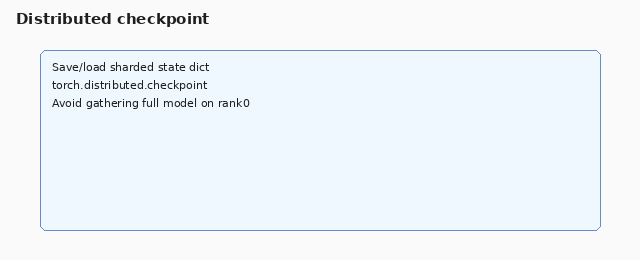 Distributed checkpoint
Save/load sharded state dict
torch.distributed.checkpoint
Avoid gathering full model on rank0